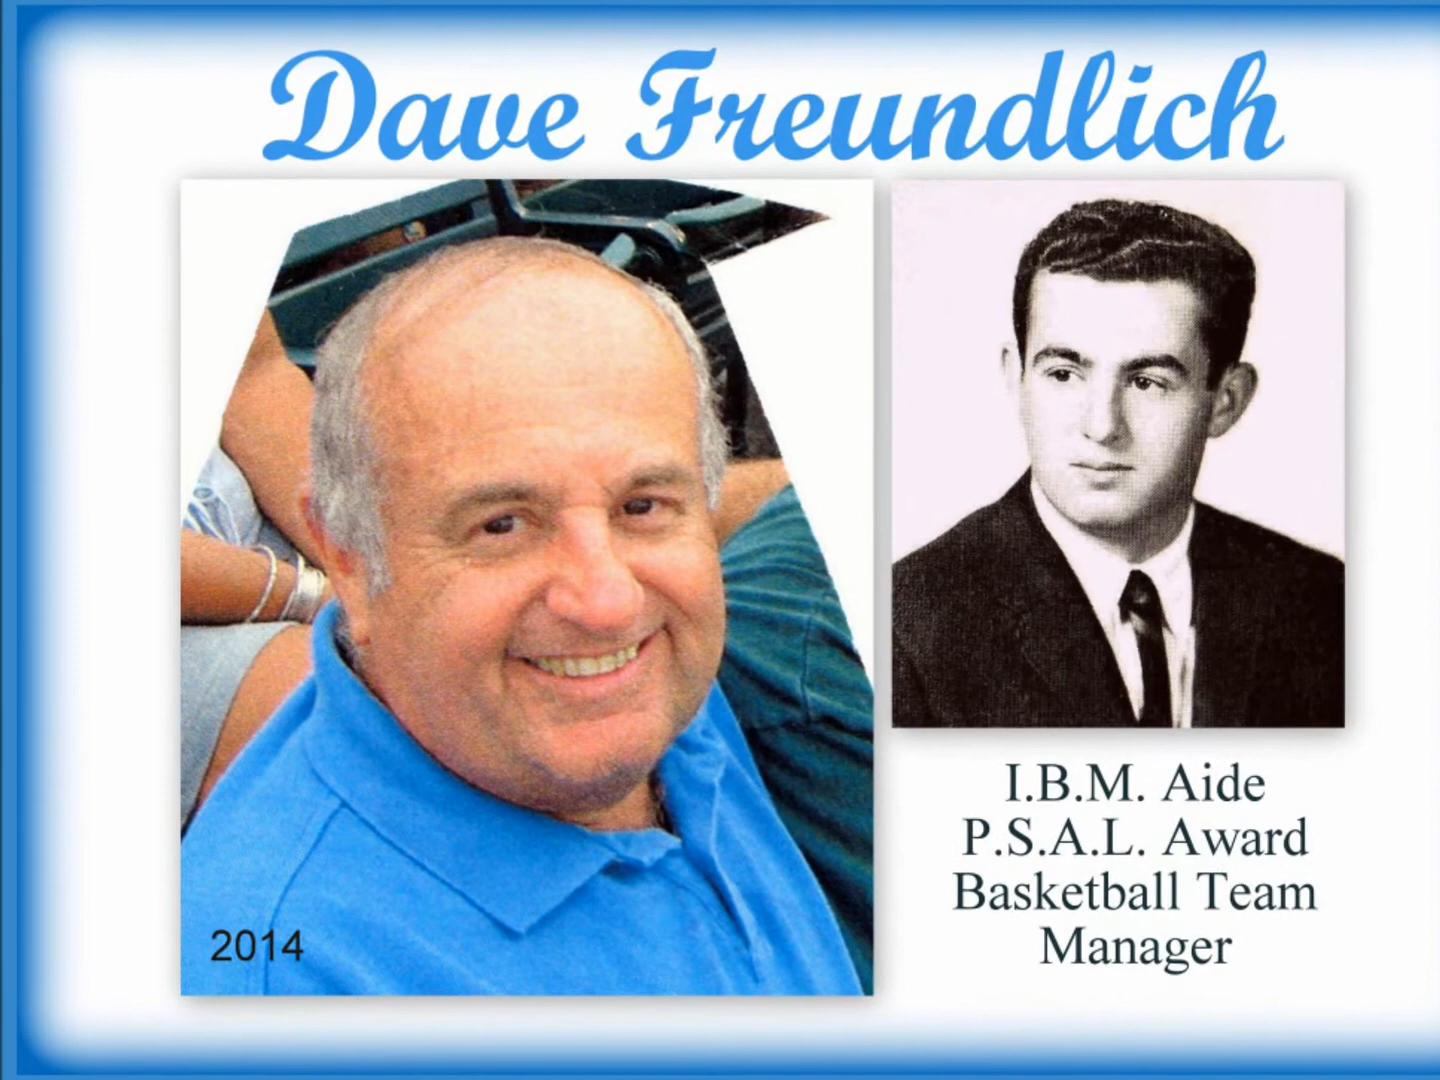 Dave Freundlich
2014
I.B.M. Aide
P.S.A.L. Award
Basketball Team
Manager